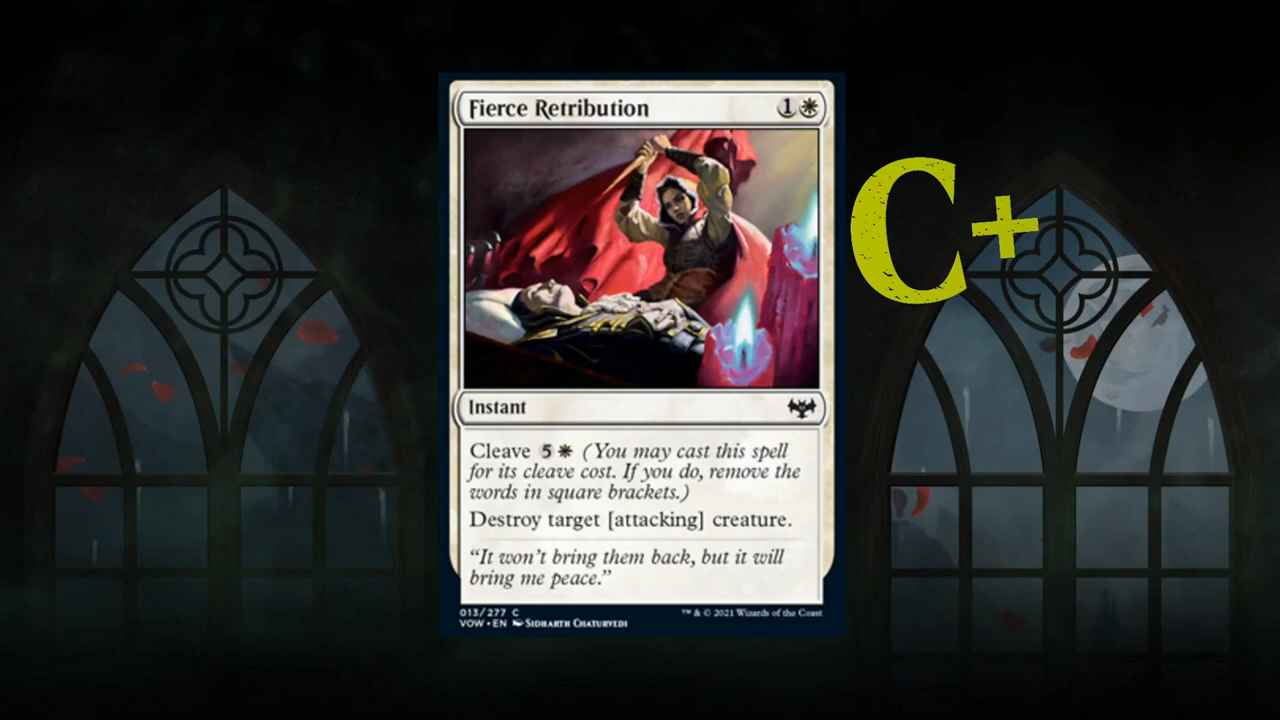 Fierce Retribution 1
C+
Instant
Cleave 5 (You may cast this spell
for its cleave cost. If you do, remove the
words in square brackets.)
Destroy target [attacking] creature.
“It won’t bring them back, but it will
bring me peace.”
013/277 C
™ & © 2021 Wizards of the Coast
VOW • EN Sidharth Chaturvedi